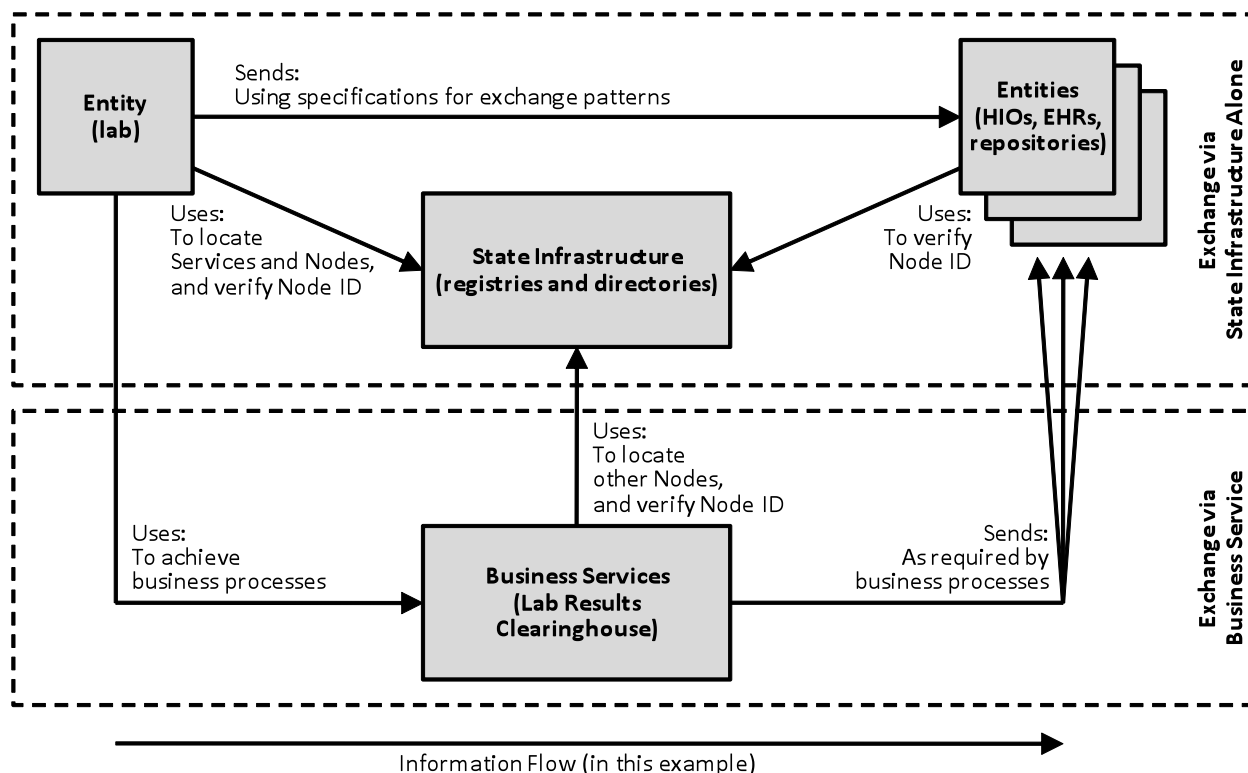 Entity
(lab)
Sends:
Using specifications for exchange patterns
Entities
(HIOs, EHRs,
repositories)
Exchange via
State Infrastructure Alone
Uses:
To locate
Services and Nodes,
and verify Node ID
State Infrastructure
(registries and directories)
Uses:
To verify
Node ID
Uses:
To locate
other Nodes,
and verify Node ID
Uses:
To achieve
business processes
Business Services
(Lab Results
Clearinghouse)
Sends:
As required by
business processes
Exchange via
Business Service
Information Flow (in this example)